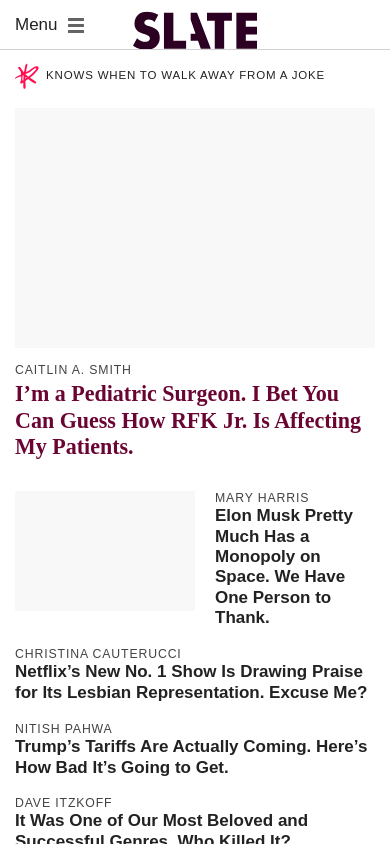 Menu
SLATE
KNOWS WHEN TO WALK AWAY FROM A JOKE
CAITLIN A. SMITH
I’m a Pediatric Surgeon. I Bet You
Can Guess How RFK Jr. Is Affecting
My Patients.
MARY HARRIS
Elon Musk Pretty
Much Has a
Monopoly on
Space. We Have
One Person to
Thank.
CHRISTINA CAUTERUCCI
Netflix’s New No. 1 Show Is Drawing Praise
for Its Lesbian Representation. Excuse Me?
NITISH PAHWA
Trump’s Tariffs Are Actually Coming. Here’s
How Bad It’s Going to Get.
DAVE ITZKOFF
It Was One of Our Most Beloved and
Successful Genres. Who Killed It?